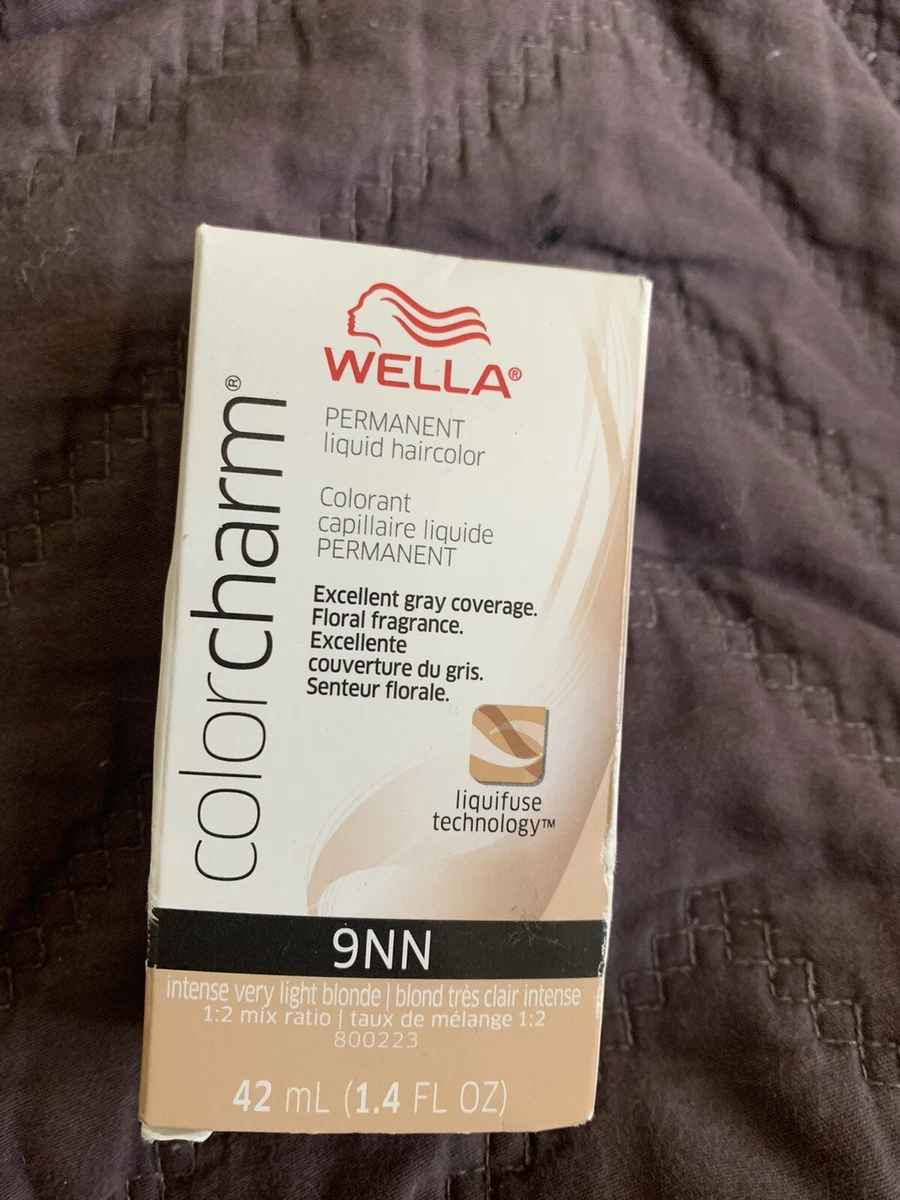 WELLA®
PERMANENT
liquid haircolor
Colorant
capillaire liquide
PERMANENT
Excellent gray coverage.
Floral fragrance.
Excellente
couverture du gris.
Senteur florale.
liquifuse
technology™
colorcharm®
9NN
intense very light blonde | blond très clair intense
1:2 mix ratio | taux de mélange 1:2
800223
42 mL (1.4 FL OZ)